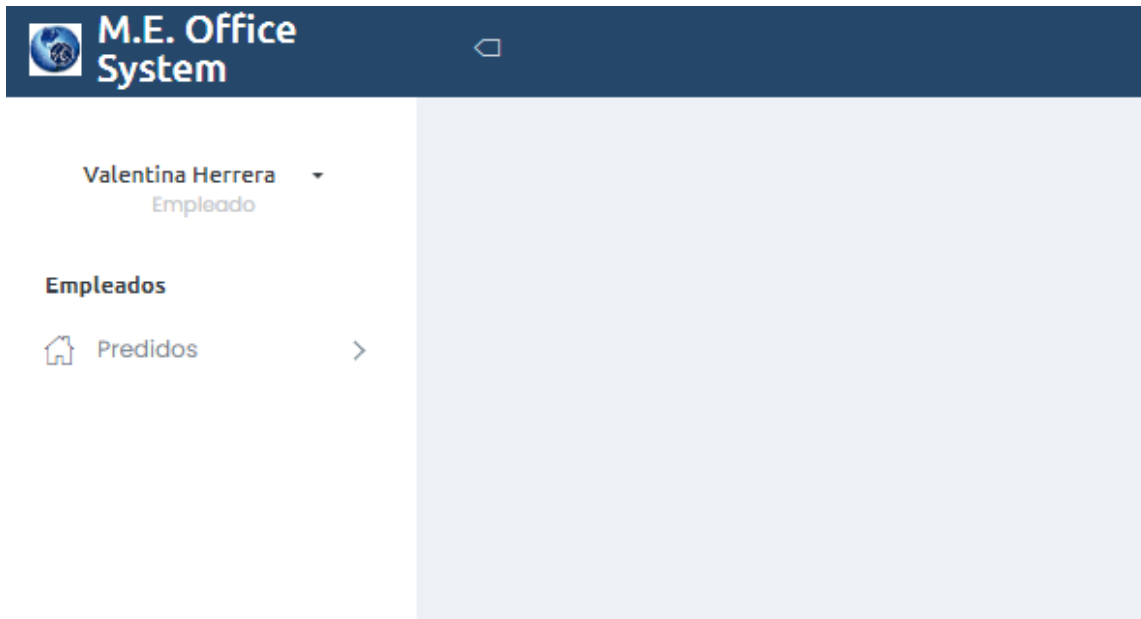 M.E. Office
System
Valentina Herrera
Empleado
Empleados
Predidos